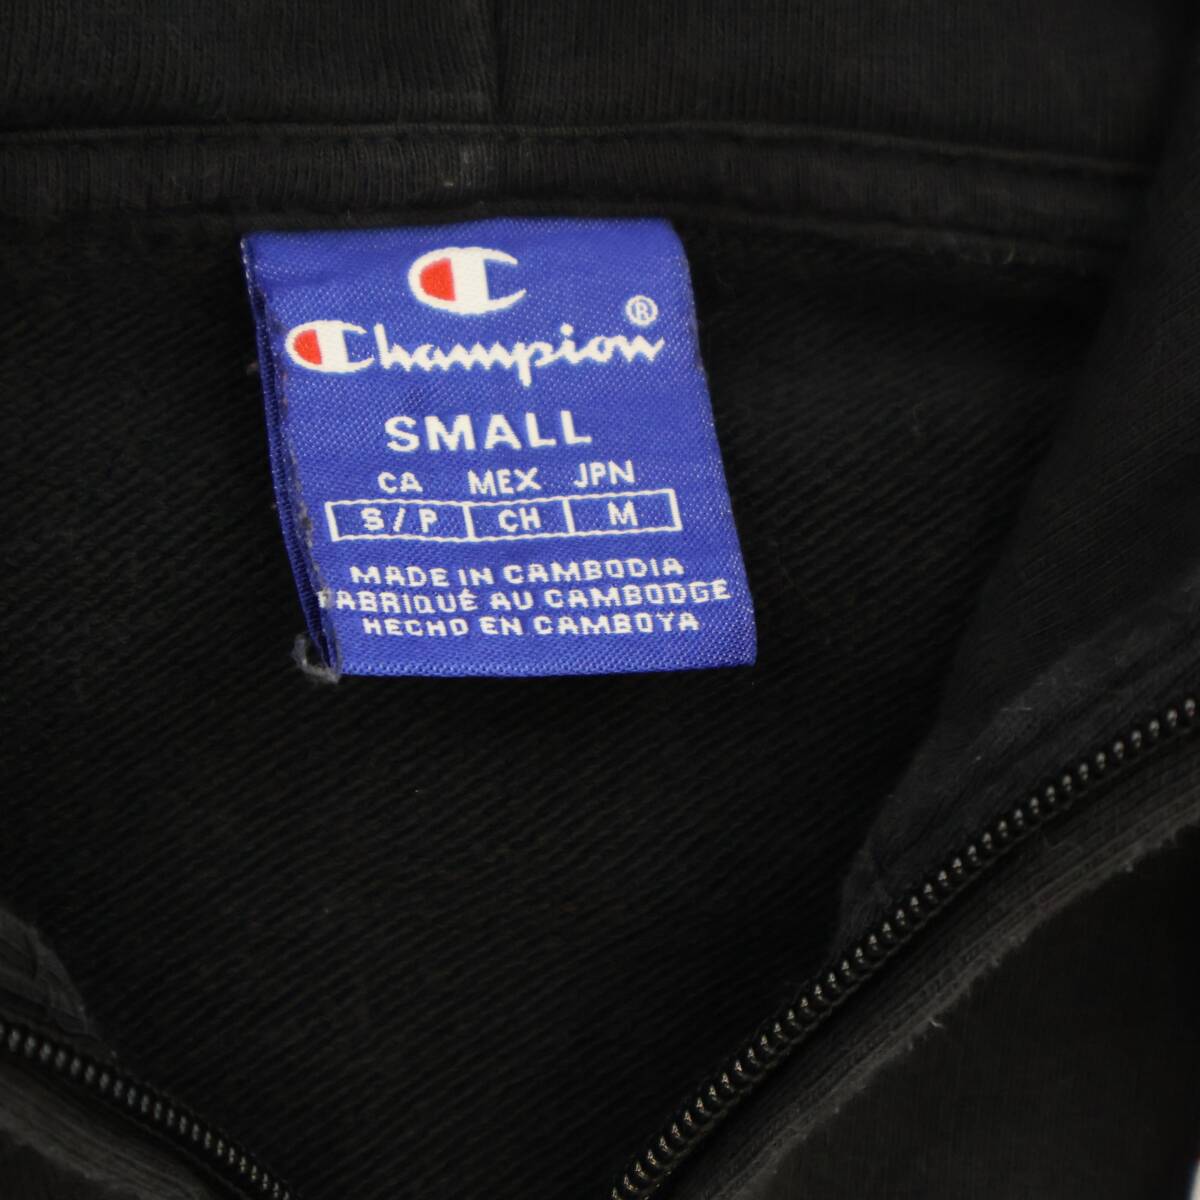 Champion®
SMALL
CA MEX JPN
S/P CH M
MADE IN CAMBODIA
FABRIQUÉ AU CAMBODGE
HECHO EN CAMBOYA